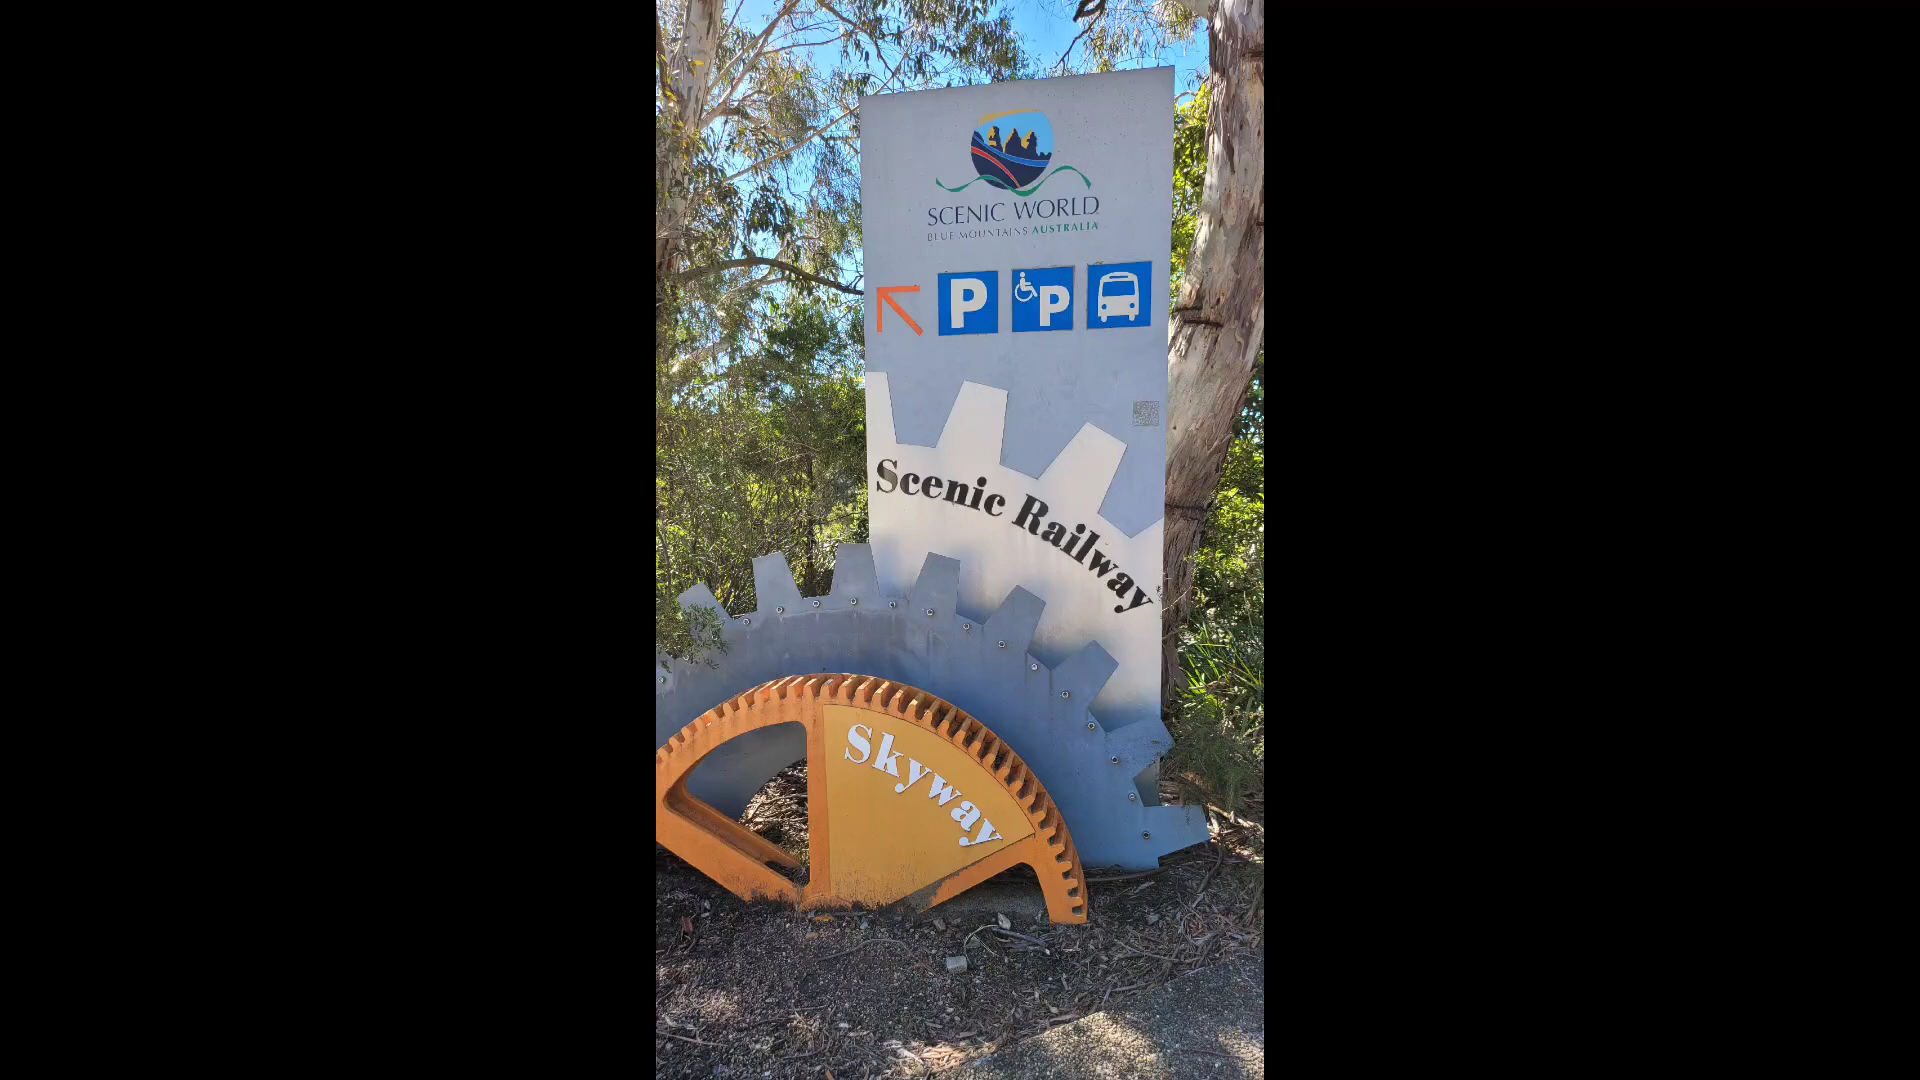 SCENIC WORLD
BLUE MOUNTAINS AUSTRALIA
P
P
Scenic Railway
Skyway